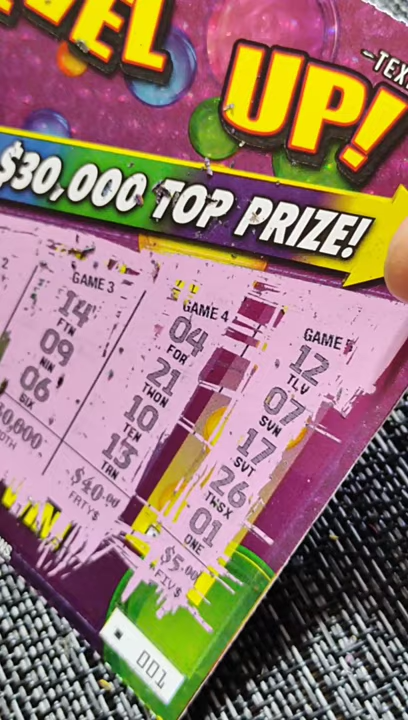 UP!
-TEX
$30,000 TOP PRIZE!
2
GAME 3
14
FTN
09
NIN
06
SIX
$40.00
FRTY$
GAME 4
04
FOR
21
TWON
10
TEN
13
TRN
$5.00
FIV$
GAME 5
12
TLV
07
SVN
17
SVT
26
TWSX
01
ONE
001